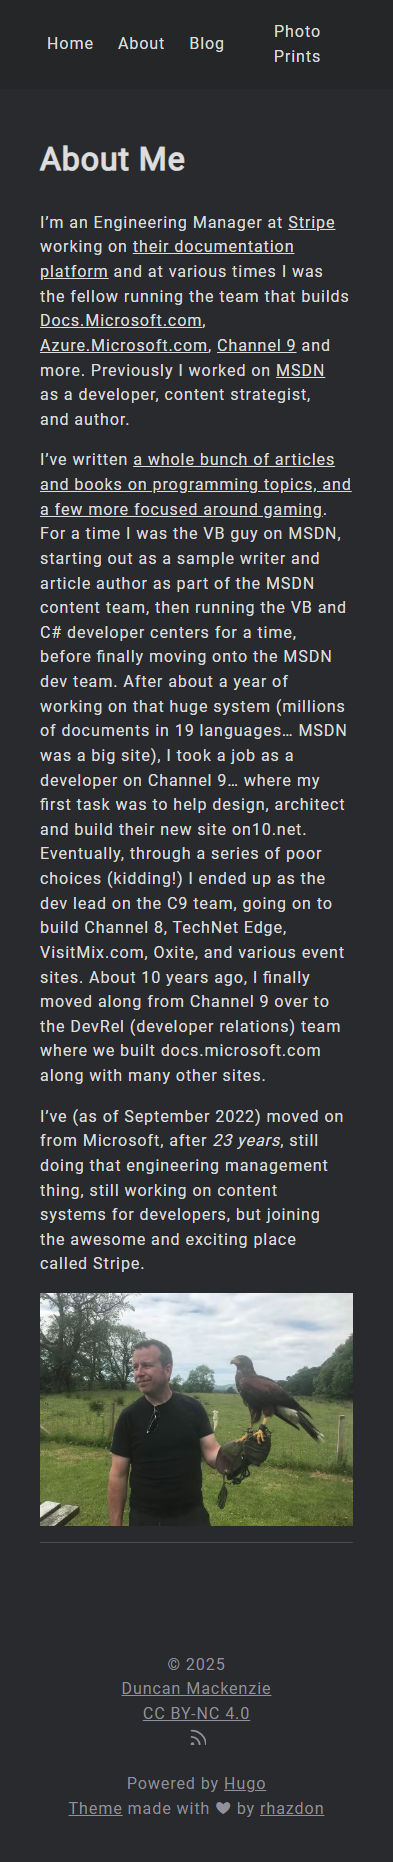 Home About Blog Photo Prints
About Me
I’m an Engineering Manager at Stripe
working on their documentation
platform and at various times I was
the fellow running the team that builds
Docs.Microsoft.com,
Azure.Microsoft.com, Channel 9 and
more. Previously I worked on MSDN
as a developer, content strategist,
and author.
I’ve written a whole bunch of articles
and books on programming topics, and
a few more focused around gaming.
For a time I was the VB guy on MSDN,
starting out as a sample writer and
article author as part of the MSDN
content team, then running the VB and
C# developer centers for a time,
before finally moving onto the MSDN
dev team. After about a year of
working on that huge system (millions
of documents in 19 languages… MSDN
was a big site), I took a job as a
developer on Channel 9… where my
first task was to help design, architect
and build their new site on10.net.
Eventually, through a series of poor
choices (kidding!) I ended up as the
dev lead on the C9 team, going on to
build Channel 8, TechNet Edge,
VisitMix.com, Oxite, and various event
sites. About 10 years ago, I finally
moved along from Channel 9 over to
the DevRel (developer relations) team
where we built docs.microsoft.com
along with many other sites.
I’ve (as of September 2022) moved on
from Microsoft, after 23 years, still
doing that engineering management
thing, still working on content
systems for developers, but joining
the awesome and exciting place
called Stripe.
© 2025
Duncan Mackenzie
CC BY-NC 4.0
Powered by Hugo
Theme made with ♥ by rhazdon